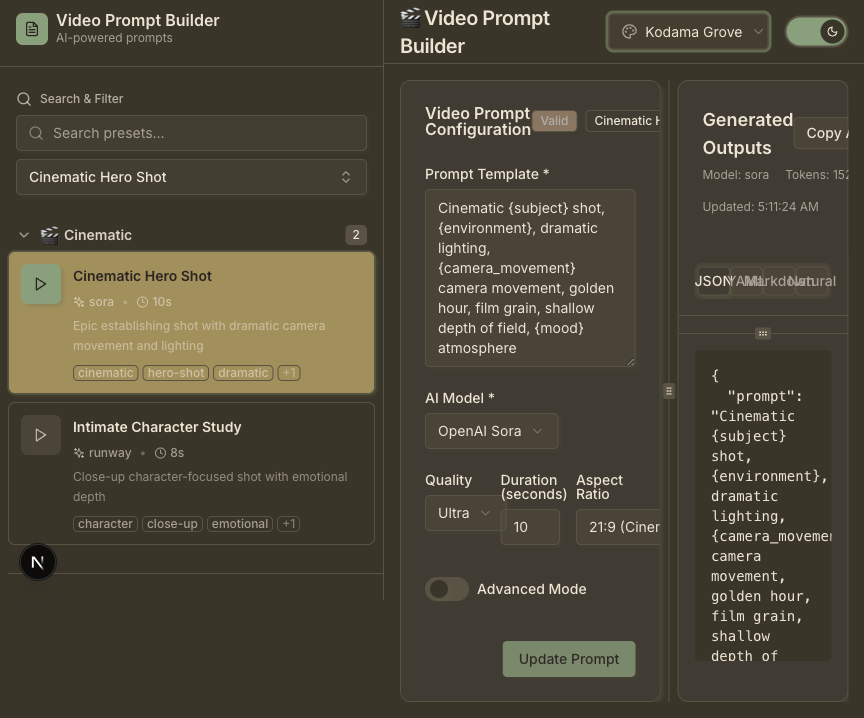 Video Prompt Builder
AI-powered prompts
Search & Filter
Search presets...
Cinematic Hero Shot
🎬 Cinematic
2
Cinematic Hero Shot
sora • 10s
Epic establishing shot with dramatic camera
movement and lighting
cinematic hero-shot dramatic +1
Intimate Character Study
runway • 8s
Close-up character-focused shot with emotional
depth
character close-up emotional +1
N
🎬 Video Prompt
Builder
Kodama Grove
Video Prompt
Configuration
Valid
Cinematic H
Prompt Template *
Cinematic {subject} shot,
{environment}, dramatic
lighting,
{camera_movement}
camera movement, golden
hour, film grain, shallow
depth of field, {mood}
atmosphere
AI Model *
OpenAI Sora
Quality
Ultra
Duration
(seconds)
10
Aspect
Ratio
21:9 (Ciner
Advanced Mode
Update Prompt
Generated
Outputs
Copy A
Model: sora Tokens: 152
Updated: 5:11:24 AM
JSON YAML Markdown Natural
{
"prompt":
"Cinematic
{subject}
shot,
{environment},
dramatic
lighting,
{camera_movemen
camera
movement,
golden hour,
film grain,
shallow
depth of